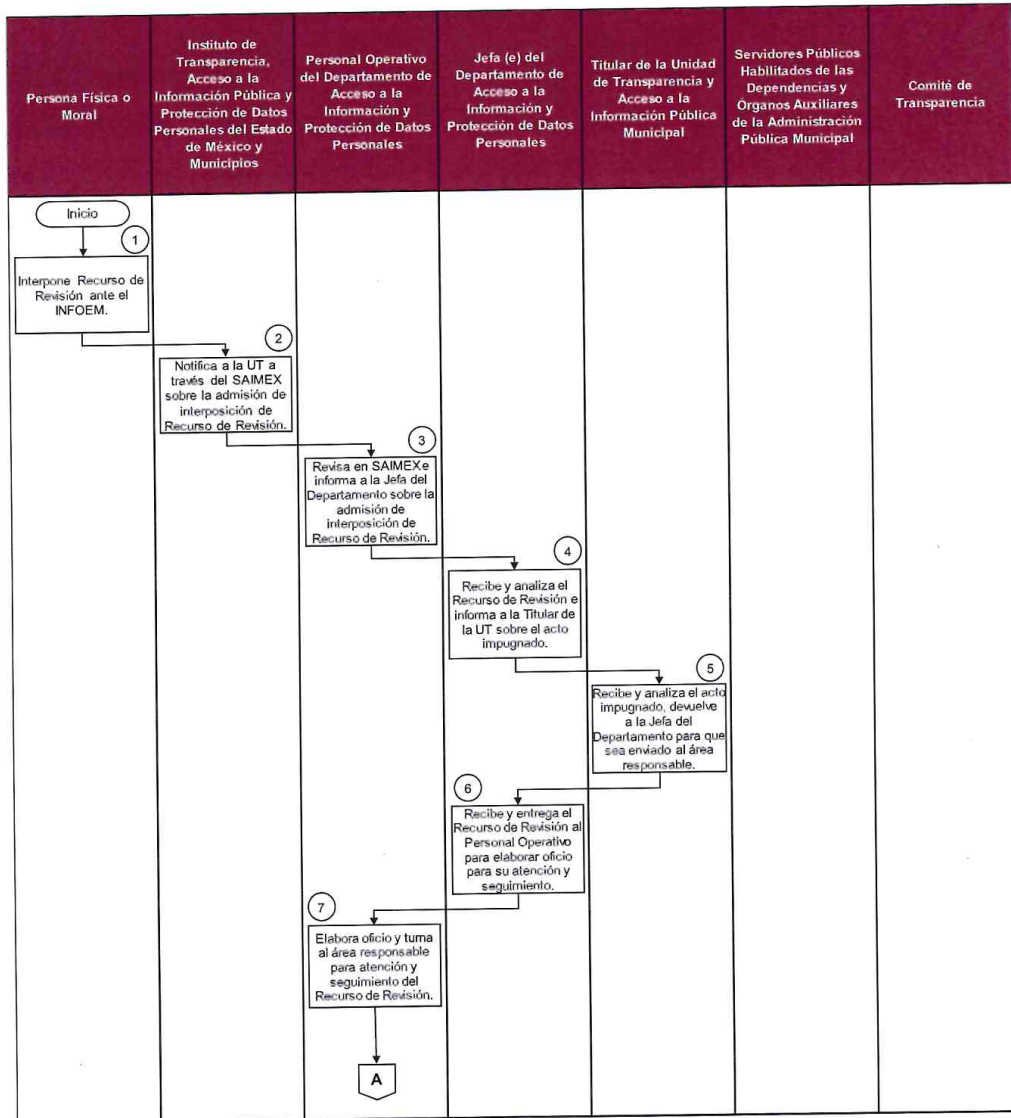 Persona Física o
Moral
Instituto de
Transparencia,
Acceso a la
Información Pública y
Protección de Datos
Personales del Estado
de México y
Municipios
Personal Operativo
del Departamento de
Acceso a la
Información y
Protección de Datos
Personales
Jefa (e) del
Departamento de
Acceso a la
Información y
Protección de Datos
Personales
Titular de la Unidad
de Transparencia y
Acceso a la
Información Pública
Municipal
Servidores Públicos
Habilitados de las
Dependencias y
Órganos Auxiliares
de la Administración
Pública Municipal
Comité de
Transparencia
Inicio
1
Interpone Recurso de
Revisión ante el
INFOEM.
2
Notifica a la UT a
través del SAIMEX
sobre la admisión de
interposición de
Recurso de Revisión.
3
Revisa en SAIMEX e
informa a la Jefa del
Departamento sobre la
admisión de
interposición de
Recurso de Revisión.
4
Recibe y analiza el
Recurso de Revisión e
informa a la Titular de
la UT sobre el acto
impugnado.
5
Recibe y analiza el acto
impugnado, devuelve
a la Jefa del
Departamento para que
sea enviado al área
responsable.
6
Recibe y entrega el
Recurso de Revisión al
Personal Operativo
para elaborar oficio
para su atención y
seguimiento.
7
Elabora oficio y turna
al área responsable
para atención y
seguimiento del
Recurso de Revisión.
A